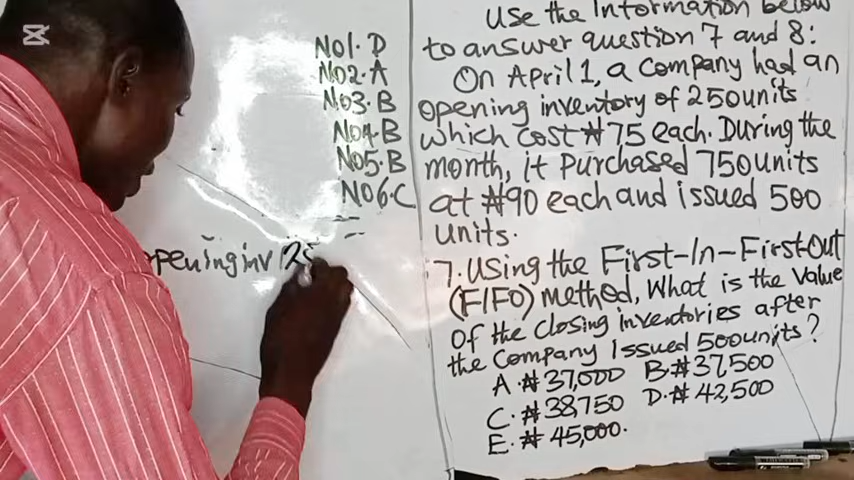 No1. D
No2. A
No3. B
No4. B
No5. B
No6. C
opening inv (25
Use the Information below
to answer question 7 and 8:
On April 1, a Company had an
opening inventory of 250 units
which cost ₦75 each. During the
month, it Purchased 750 units
at ₦90 each and issued 500
units.
7. Using the First-In-First-Out
(FIFO) method, What is the Value
of the closing inventories after
the Company Issued 500 units?
A. ₦37,000 B. ₦37,500
C. ₦38,750 D. ₦42,500
E. ₦45,000.